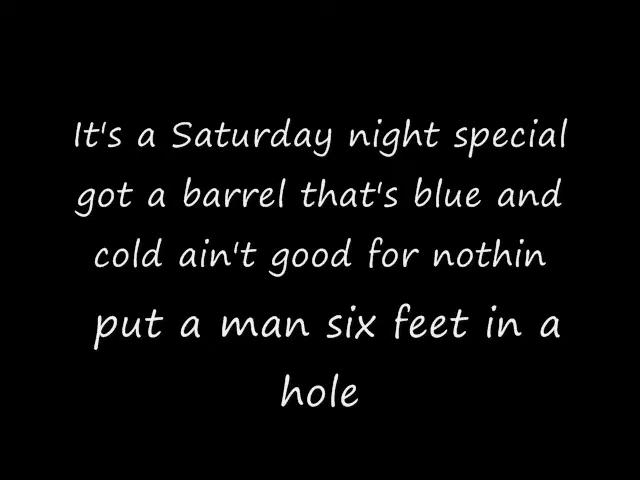 It's a Saturday night special
got a barrel that's blue and
cold ain't good for nothin
put a man six feet in a
hole